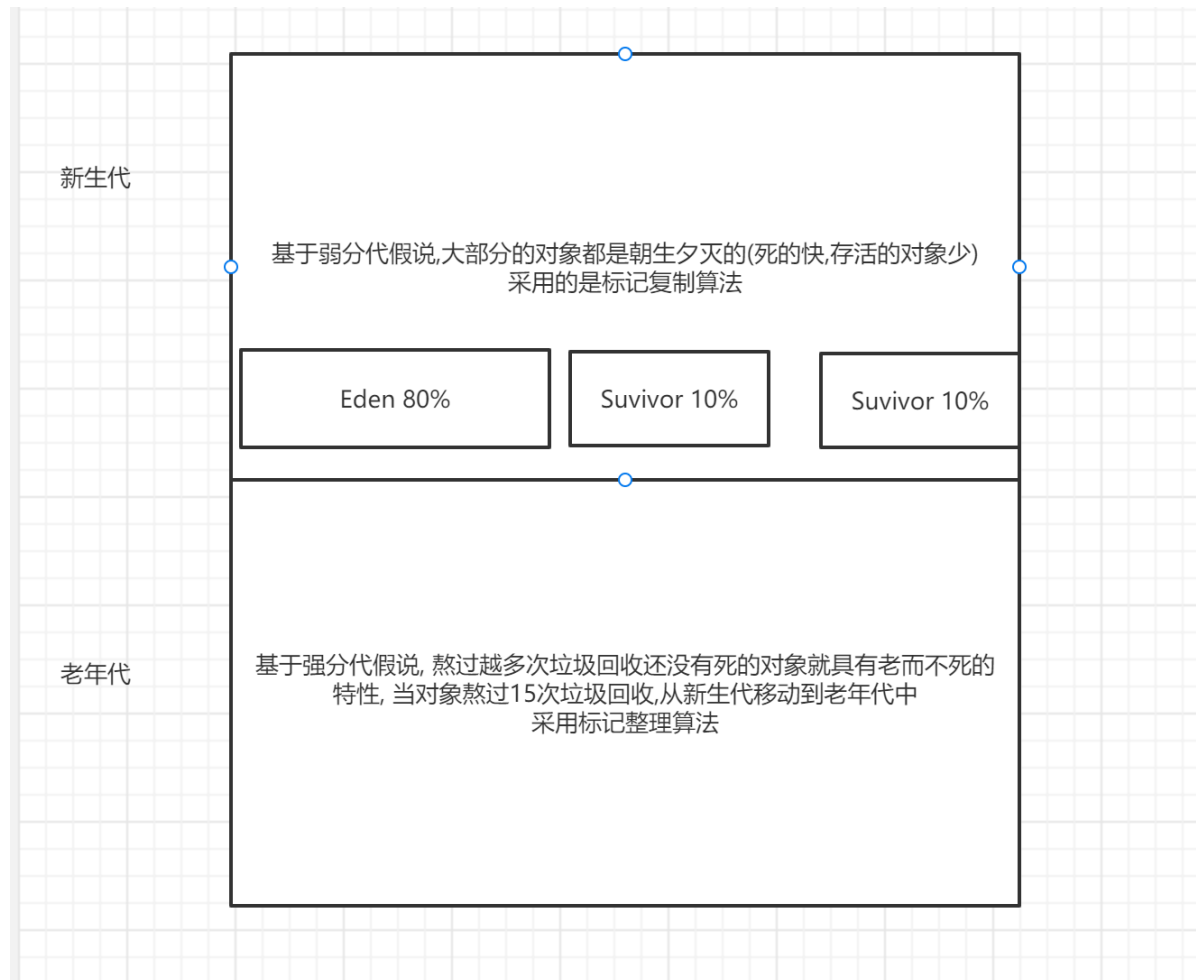 新生代
基于弱分代假说,大部分的对象都是朝生夕灭的(死的快,存活的对象少)
采用的是标记复制算法
Eden 80%
Suvivor 10%
Suvivor 10%
老年代
基于强分代假说, 熬过越多次垃圾回收还没有死的对象就具有老而不死的
特性, 当对象熬过15次垃圾回收,从新生代移动到老年代中
采用标记整理算法